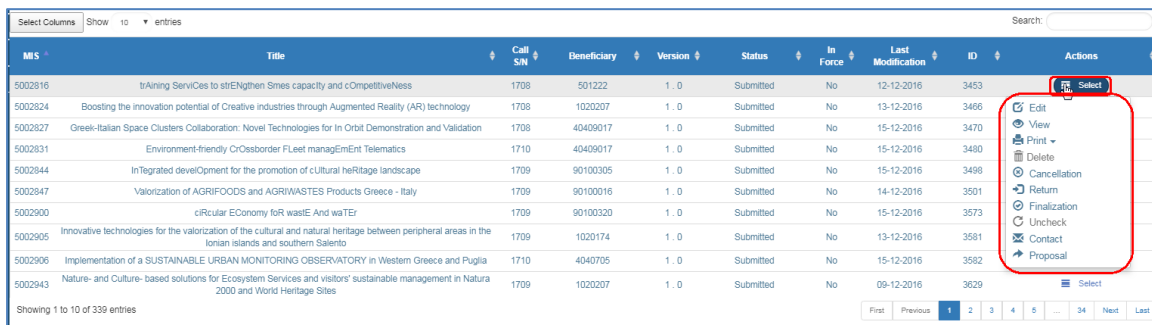 Select Columns Show 10 entries Search:
MIS Title Call S/N Beneficiary Version Status In Force Last Modification ID Actions
5002816 trAining ServiCes to strENgthen Smes capacIty and cOmpetitiveNess 1708 501222 1 . 0 Submitted No 12-12-2016 3453 Select
5002824 Boosting the innovation potential of Creative industries through Augmented Reality (AR) technology 1708 1020207 1 . 0 Submitted No 13-12-2016 3466 Edit
5002827 Greek-Italian Space Clusters Collaboration: Novel Technologies for In Orbit Demonstration and Validation 1708 40409017 1 . 0 Submitted No 15-12-2016 3470 View
Print
5002831 Environment-friendly CrOssborder FLeet managEmEnt Telematics 1710 40409017 1 . 0 Submitted No 15-12-2016 3480 Delete
5002844 InTegrated develOpment for the promotion of cUltural heRitage landscape 1709 90100305 1 . 0 Submitted No 15-12-2016 3498 Cancellation
5002847 Valorization of AGRIFOODS and AGRIWASTES Products Greece - Italy 1709 90100016 1 . 0 Submitted No 14-12-2016 3501 Return
5002900 ciRcular EConomy foR wastE And waTEr 1709 90100320 1 . 0 Submitted No 15-12-2016 3573 Finalization
Uncheck
5002905 Innovative technologies for the valorization of the cultural and natural heritage between peripheral areas in the Ionian islands and southern Salento 1709 1020174 1 . 0 Submitted No 13-12-2016 3581 Contact
5002906 Implementation of a SUSTAINABLE URBAN MONITORING OBSERVATORY in Western Greece and Puglia 1710 4040705 1 . 0 Submitted No 15-12-2016 3582 Proposal
5002943 Nature- and Culture- based solutions for Ecosystem Services and visitors' sustainable management in Natura 2000 and World Heritage Sites 1709 1020207 1 . 0 Submitted No 09-12-2016 3629 Select
Showing 1 to 10 of 339 entries First Previous 1 2 3 4 5 ... 34 Next Last